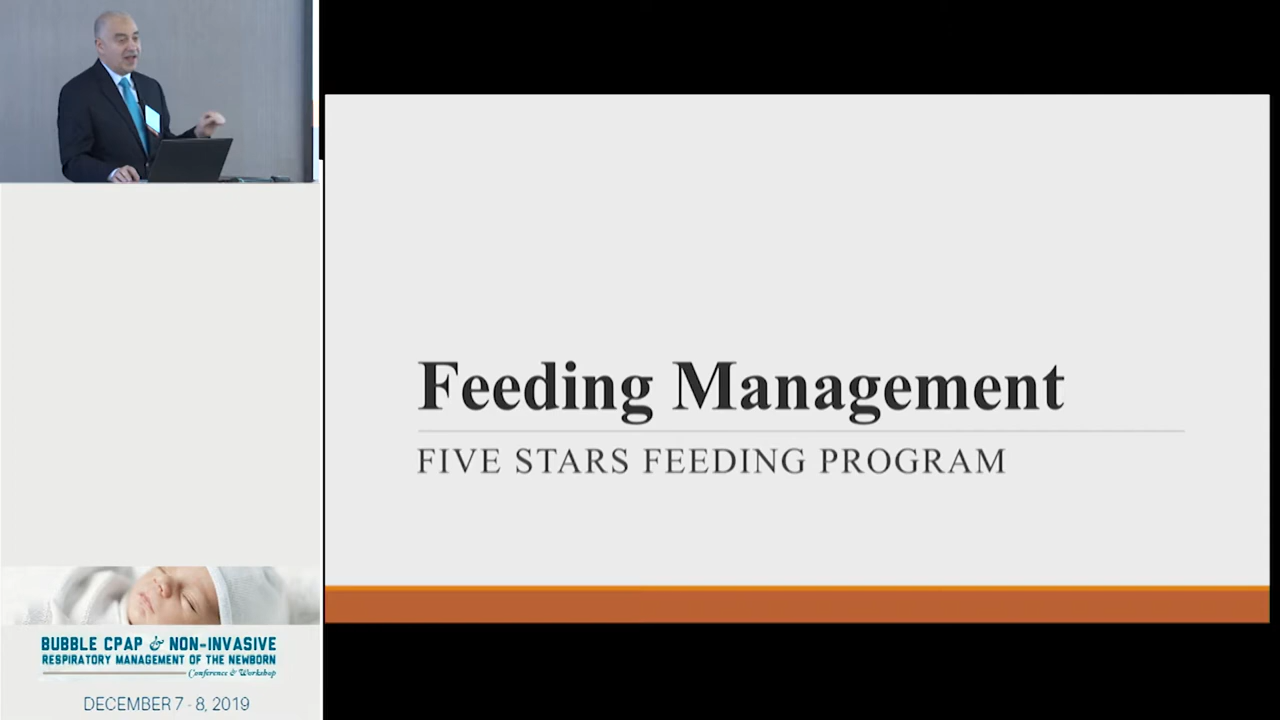 Feeding Management
FIVE STARS FEEDING PROGRAM
BUBBLE CPAP & NON-INVASIVE
RESPIRATORY MANAGEMENT OF THE NEWBORN
Conference & Workshop
DECEMBER 7 - 8, 2019